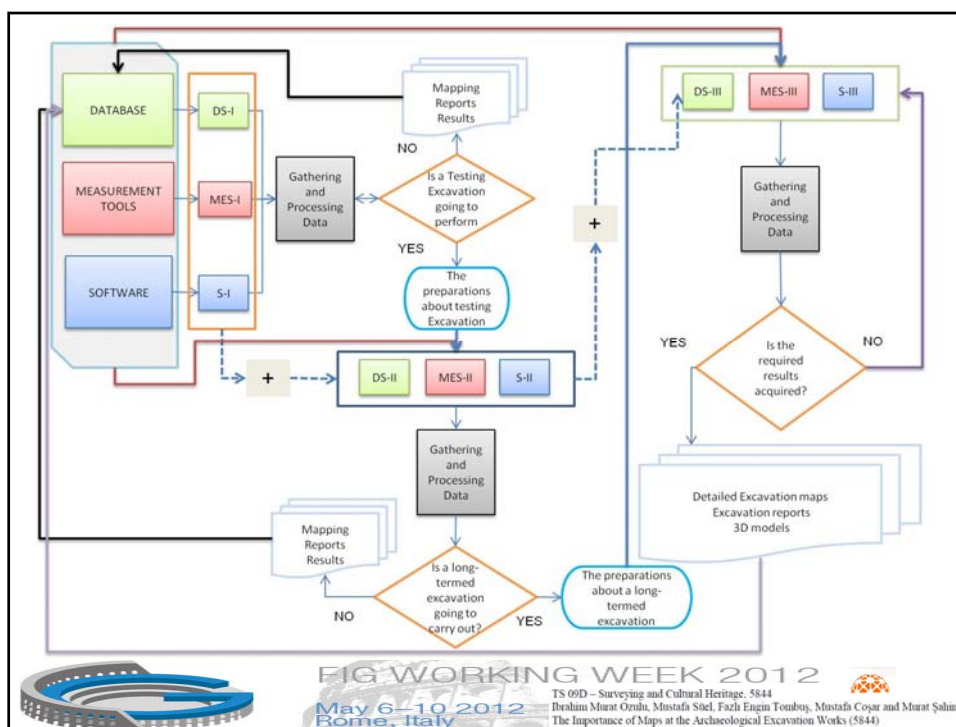 DATABASE
MEASUREMENT
TOOLS
SOFTWARE
DS-I
MES-I
S-I
Gathering
and
Processing
Data
Mapping
Reports
Results
NO
Is a Testing
Excavation
going to
perform
YES
The
preparations
about testing
Excavation
+
DS-II
MES-II
S-II
Gathering
and
Processing
Data
Mapping
Reports
Results
NO
Is a long-
termed
excavation
going to
carry out?
YES
The preparations
about a long-
termed
excavation
+
DS-III
MES-III
S-III
Gathering
and
Processing
Data
YES
Is the
required
results
acquired?
NO
Detailed Excavation maps
Excavation reports
3D models
FIG WORKING WEEK 2012
May 6–10 2012
Rome, Italy
TS 09D – Surveying and Cultural Heritage, 5844
Ibrahim Murat Ozulu, Mustafa Süel, Fazlı Engin Tombuş, Mustafa Coşar and Murat Şahin
The Importance of Maps at the Archaeological Excavation Works (5844)